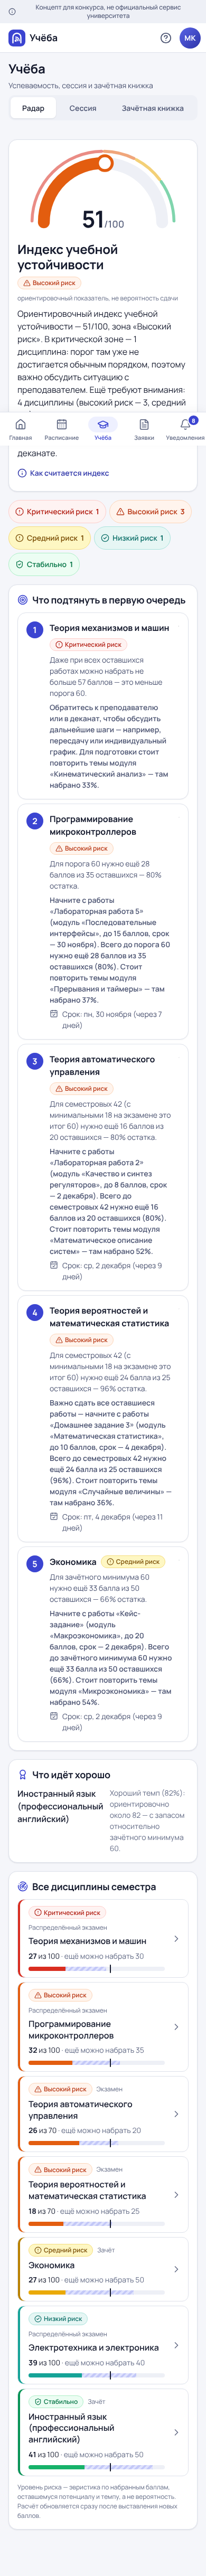 Концепт для конкурса, не официальный сервис
университета
Учёба
МК
Учёба
Успеваемость, сессия и зачётная книжка
Радар
Сессия
Зачётная книжка
51/100
Индекс учебной
устойчивости
Высокий риск
ориентировочный показатель, не вероятность сдачи
Ориентировочный индекс учебной
устойчивости — 51/100, зона «Высокий
риск». В критической зоне — 1
дисциплина: порог там уже не
достигается обычным порядком, поэтому
важно обсудить ситуацию с
преподавателем. Ещё требуют внимания:
4 дисциплины (высокий риск — 3, средний
Главная
Расписание
Учёба
Заявки
8
Уведомления
деканате.
Как считается индекс
Критический риск 1
Высокий риск 3
Средний риск 1
Низкий риск 1
Стабильно 1
Что подтянуть в первую очередь
1
Теория механизмов и машин
Критический риск
Даже при всех оставшихся
работах можно набрать не
больше 57 баллов — это меньше
порога 60.
Обратитесь к преподавателю
или в деканат, чтобы обсудить
дальнейшие шаги — например,
пересдачу или индивидуальный
график. Для подготовки стоит
повторить темы модуля
«Кинематический анализ» — там
набрано 33%.
2
Программирование
микроконтроллеров
Высокий риск
Для порога 60 нужно ещё 28
баллов из 35 оставшихся — 80%
остатка.
Начните с работы
«Лабораторная работа 5»
(модуль «Последовательные
интерфейсы», до 15 баллов, срок
— 30 ноября). Всего до порога 60
нужно ещё 28 баллов из 35
оставшихся (80%). Стоит
повторить темы модуля
«Прерывания и таймеры» — там
набрано 37%.
Срок: пн, 30 ноября (через 7
дней)
3
Теория автоматического
управления
Высокий риск
Для семестровых 42 (с
минимальными 18 на экзамене это
итог 60) нужно ещё 16 баллов из
20 оставшихся — 80% остатка.
Начните с работы
«Лабораторная работа 2»
(модуль «Качество и синтез
регуляторов», до 8 баллов, срок
— 2 декабря). Всего до
семестровых 42 нужно ещё 16
баллов из 20 оставшихся (80%).
Стоит повторить темы модуля
«Математическое описание
систем» — там набрано 52%.
Срок: ср, 2 декабря (через 9
дней)
4
Теория вероятностей и
математическая статистика
Высокий риск
Для семестровых 42 (с
минимальными 18 на экзамене это
итог 60) нужно ещё 24 балла из 25
оставшихся — 96% остатка.
Важно сдать все оставшиеся
работы — начните с работы
«Домашнее задание 3» (модуль
«Математическая статистика»,
до 10 баллов, срок — 4 декабря).
Всего до семестровых 42 нужно
ещё 24 балла из 25 оставшихся
(96%). Стоит повторить темы
модуля «Случайные величины» —
там набрано 36%.
Срок: пт, 4 декабря (через 11
дней)
5
Экономика
Средний риск
Для зачётного минимума 60
нужно ещё 33 балла из 50
оставшихся — 66% остатка.
Начните с работы «Кейс-
задание» (модуль
«Макроэкономика», до 20
баллов, срок — 2 декабря). Всего
до зачётного минимума 60 нужно
ещё 33 балла из 50 оставшихся
(66%). Стоит повторить темы
модуля «Микроэкономика» — там
набрано 54%.
Срок: ср, 2 декабря (через 9
дней)
Что идёт хорошо
Иностранный язык
(профессиональный
английский)
Хороший темп (82%):
ориентировочно
около 82 — с запасом
относительно
зачётного минимума
60.
Все дисциплины семестра
Критический риск
Распределённый экзамен
Теория механизмов и машин
27 из 100 · ещё можно набрать 30
Высокий риск
Распределённый экзамен
Программирование
микроконтроллеров
32 из 100 · ещё можно набрать 35
Высокий риск
Экзамен
Теория автоматического
управления
26 из 70 · ещё можно набрать 20
Высокий риск
Экзамен
Теория вероятностей и
математическая статистика
18 из 70 · ещё можно набрать 25
Средний риск
Зачёт
Экономика
27 из 100 · ещё можно набрать 50
Низкий риск
Распределённый экзамен
Электротехника и электроника
39 из 100 · ещё можно набрать 40
Стабильно
Зачёт
Иностранный язык
(профессиональный
английский)
41 из 100 · ещё можно набрать 50
Уровень риска — эвристика по набранным баллам,
оставшемуся потенциалу и темпу, а не вероятность.
Расчёт обновляется сразу после выставления новых
баллов.